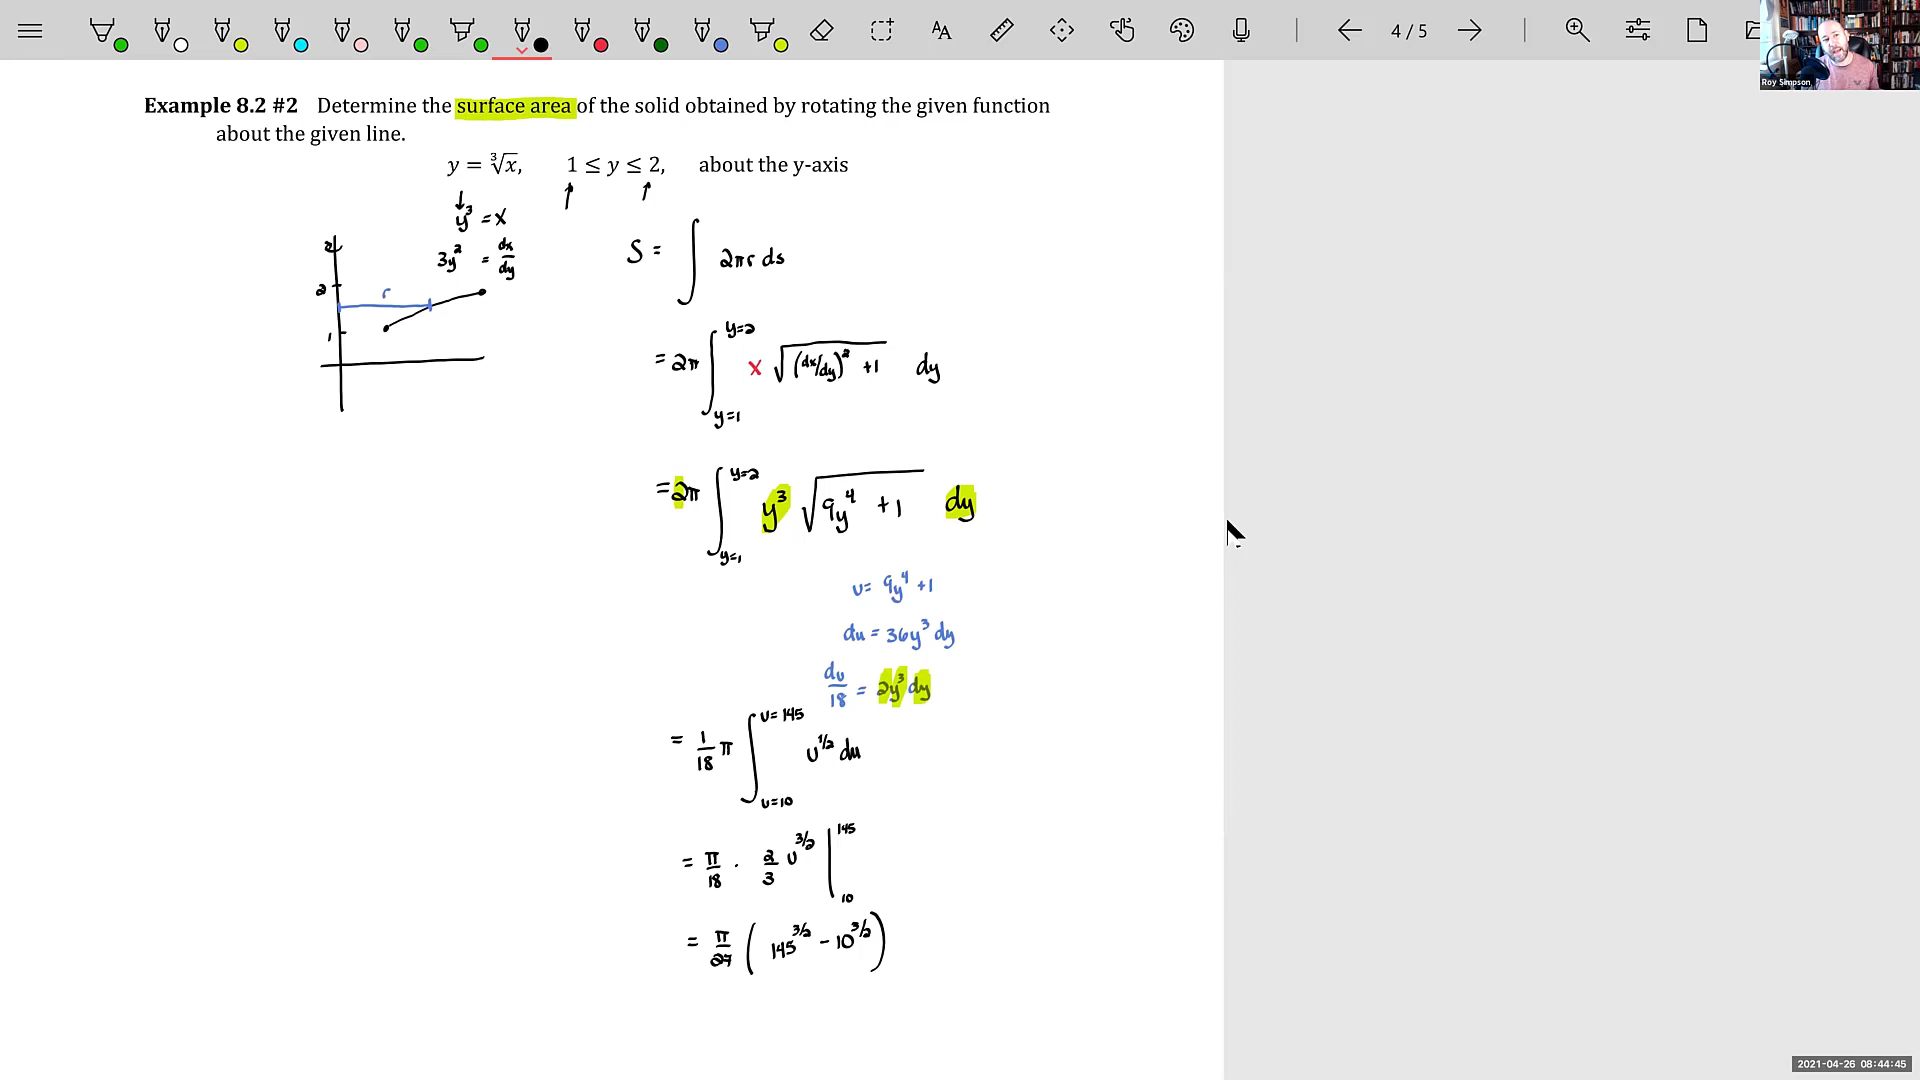 4 / 5
Roy Simpson
Example 8.2 #2 Determine the surface area of the solid obtained by rotating the given function
about the given line.
y = ∛x, 1 ≤ y ≤ 2, about the y-axis
y³ = x
3y² = dx/dy
2
1
r
S = ∫ 2πr ds
= 2π ∫_{y=1}^{y=2} x √((dx/dy)² + 1) dy
= 2π ∫_{y=1}^{y=2} y³ √(9y⁴ + 1) dy
u = 9y⁴ + 1
du = 36y³ dy
du/18 = 2y³ dy
= 1/18 π ∫_{u=10}^{u=145} u^{1/2} du
= π/18 · 2/3 u^{3/2} |_{10}^{145}
= π/27 (145^{3/2} − 10^{3/2})
2021-04-26 08:44:45